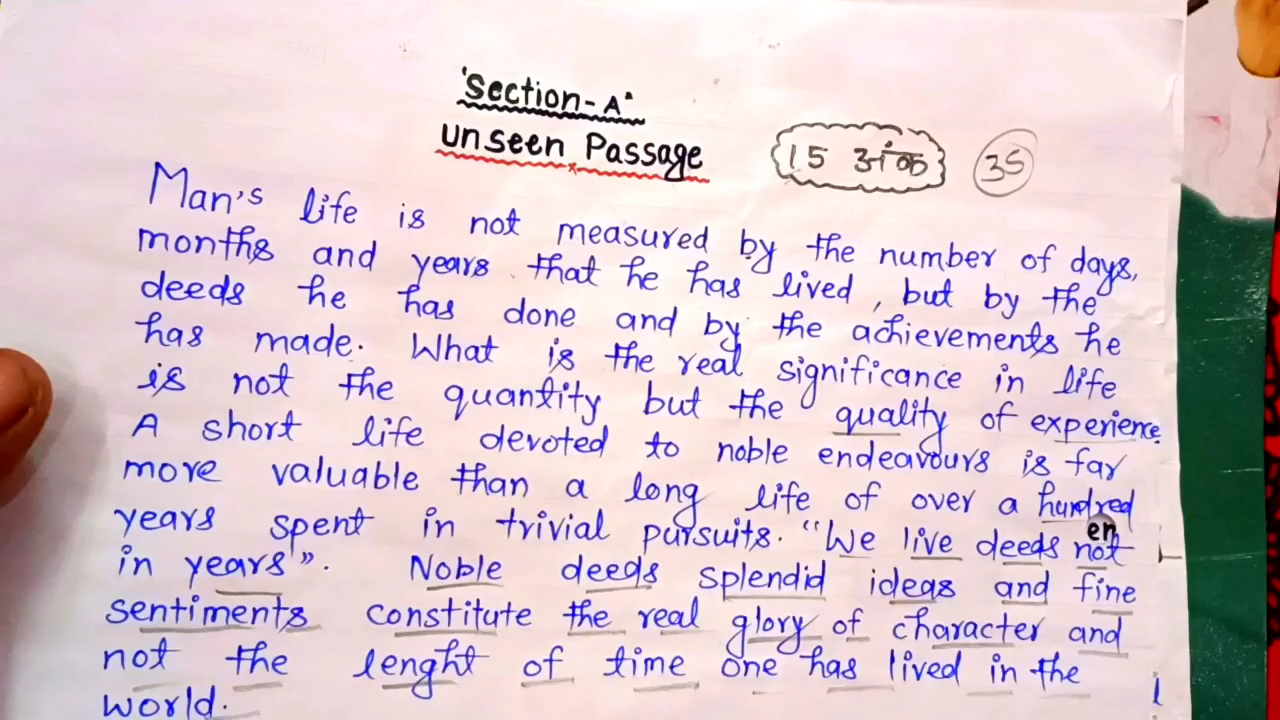 'Section-A'
Unseen Passage 15 अंक 35
Man's life is not measured by the number of days,
months and years that he has lived, but by the
deeds he has done and by the achievements he
has made. What is the real significance in life
is not the quantity but the quality of experience
A short life devoted to noble endeavours is far
more valuable than a long life of over a hundred
years spent in trivial pursuits. "We live deeds not
en
in years". Noble deeds splendid ideas and fine
sentiments constitute the real glory of character and
not the lenght of time one has lived in the
world.